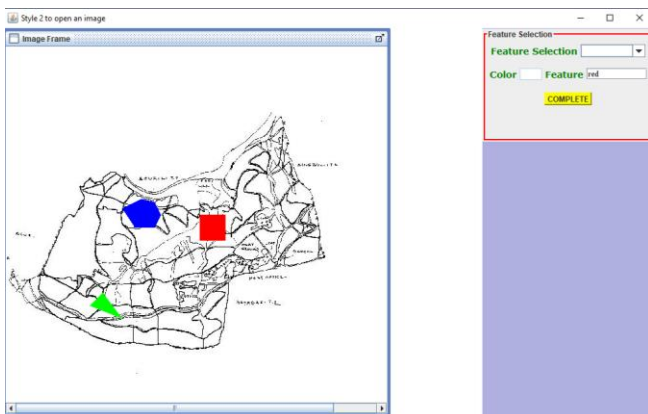 Style 2 to open an image
Image Frame
Feature Selection
Feature Selection
Color Feature red
COMPLETE